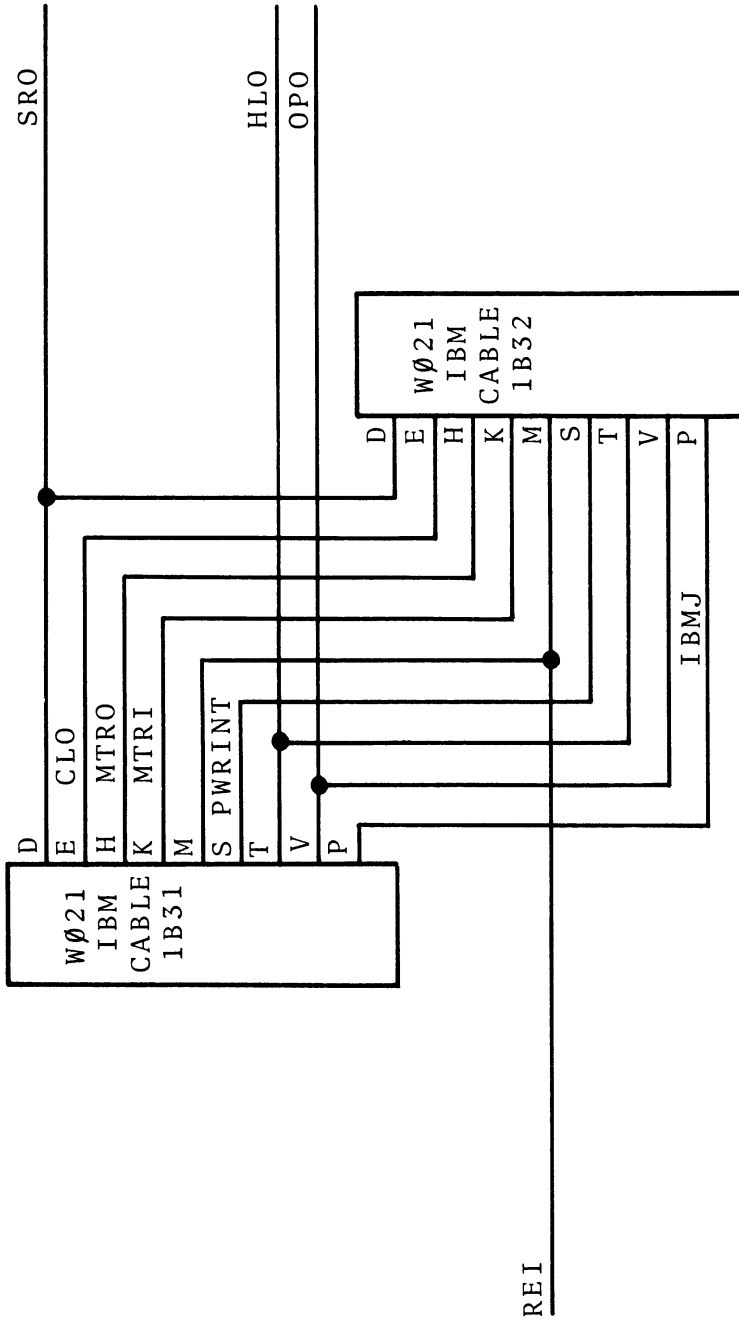 SRO
HLO
OPO
WØ21
IBM
CABLE
1B32
D
E
H
K
M
S
T
V
P
IBMJ
D
E CLO
H MTRO
K MTRI
M
S PWRINT
T
V
P
WØ21
IBM
CABLE
1B31
REI